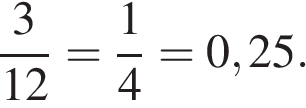 3/12 = 1/4 = 0,25.